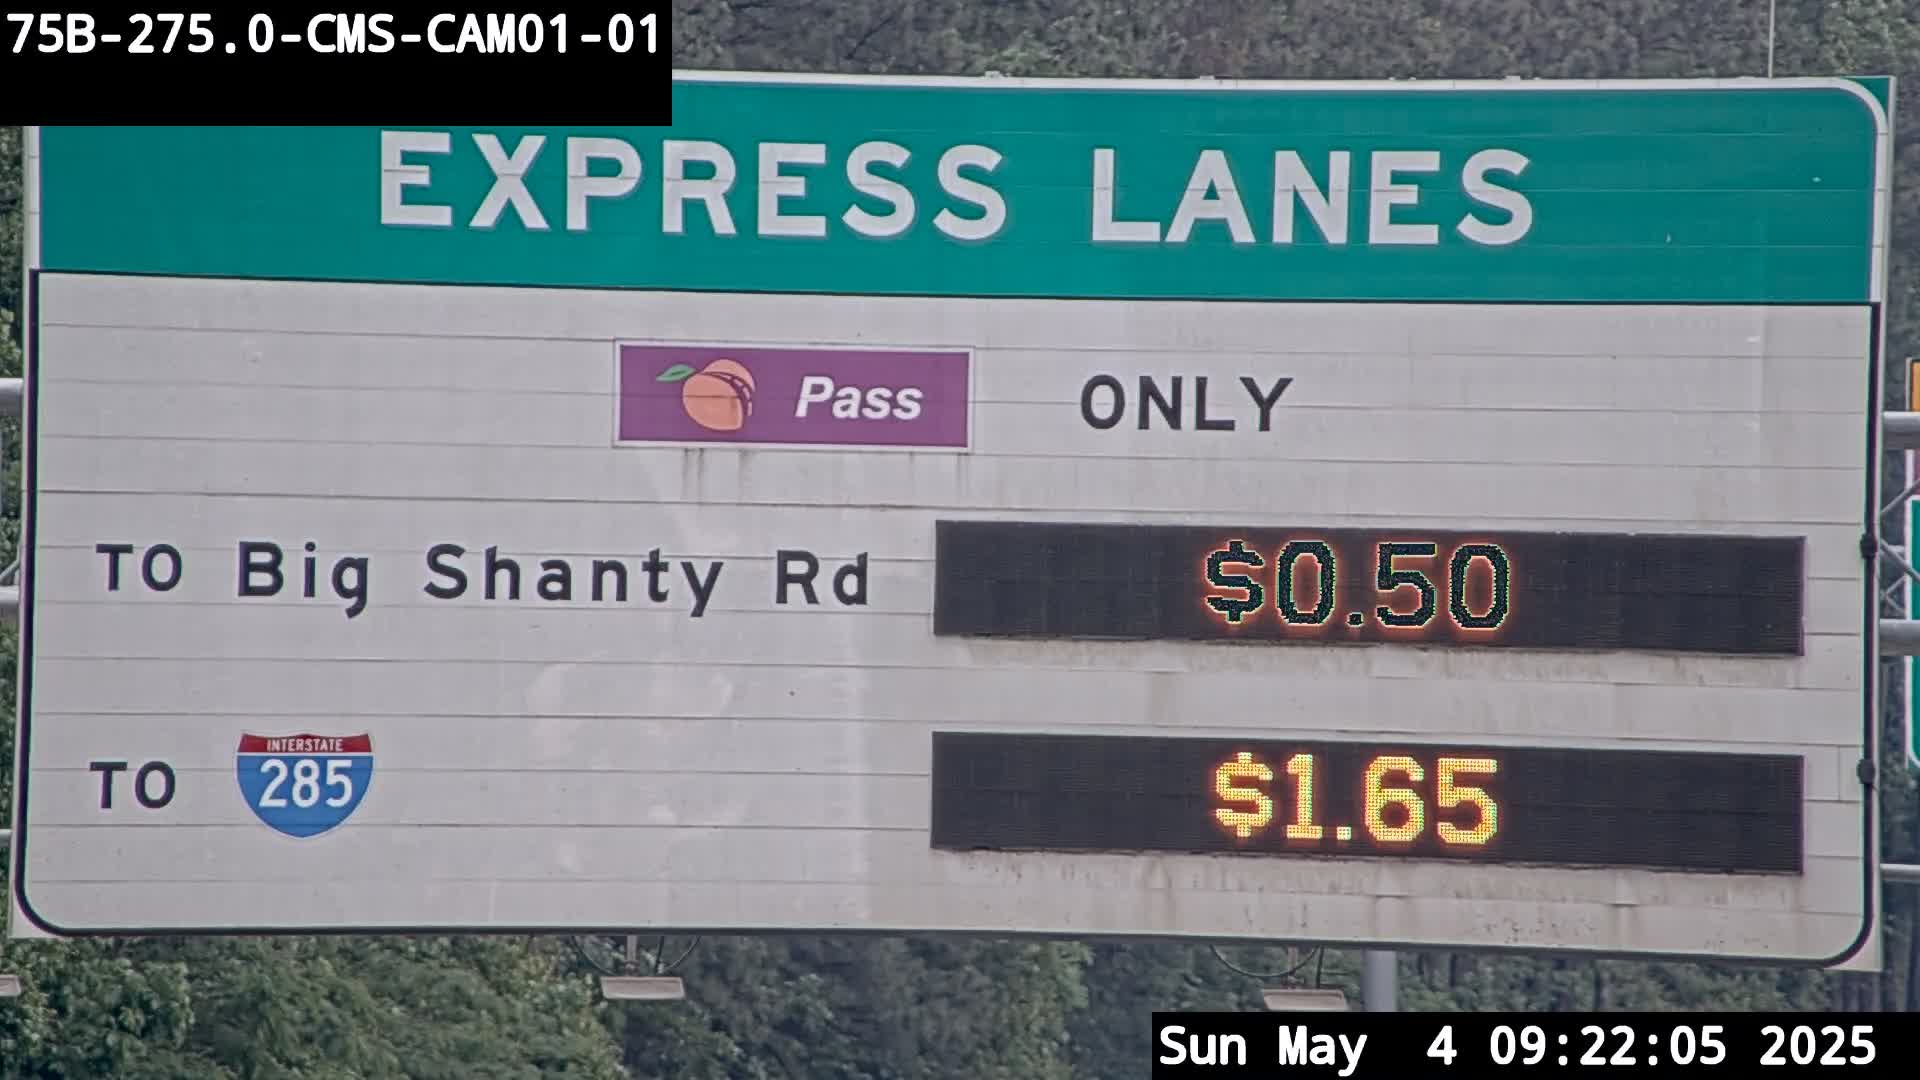 75B-275.0-CMS-CAM01-01
EXPRESS LANES
Pass ONLY
TO Big Shanty Rd $0.50
TO INTERSTATE 285 $1.65
Sun May 4 09:22:05 2025